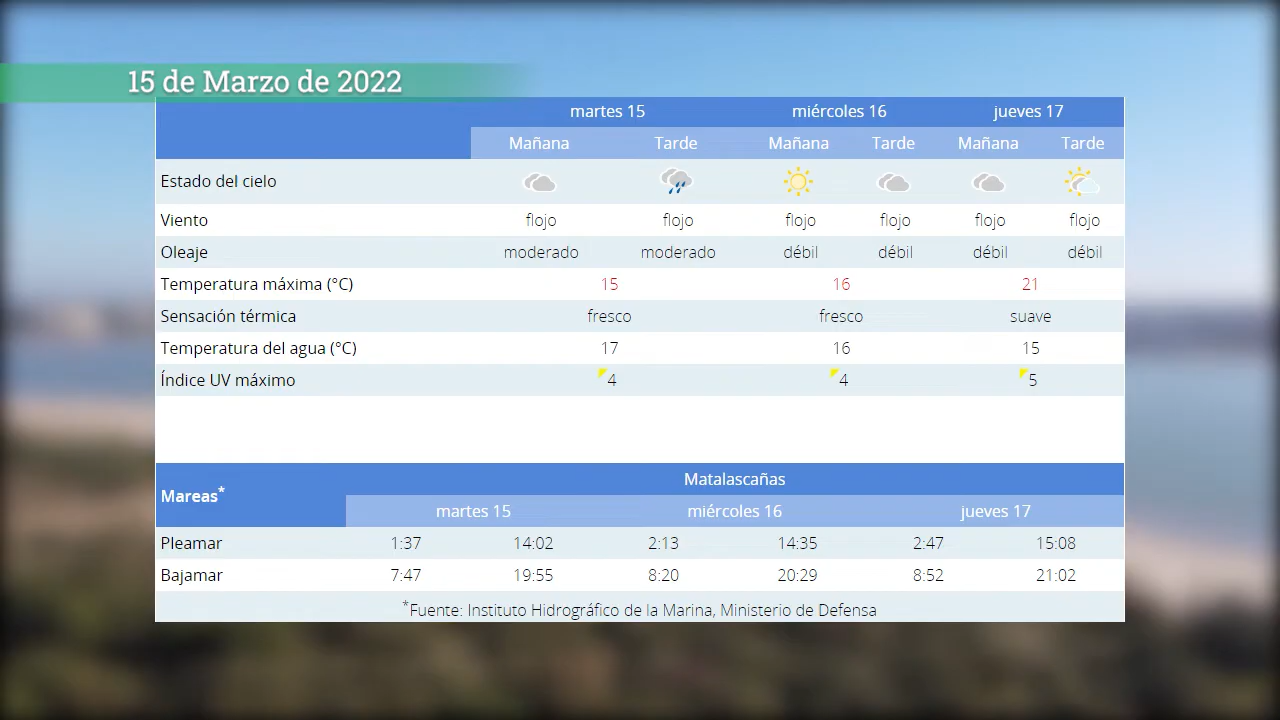 15 de Marzo de 2022
martes 15 miércoles 16 jueves 17
Mañana Tarde Mañana Tarde Mañana Tarde
Estado del cielo
Viento flojo flojo flojo flojo flojo flojo
Oleaje moderado moderado débil débil débil débil
Temperatura máxima (°C) 15 16 21
Sensación térmica fresco fresco suave
Temperatura del agua (°C) 17 16 15
Índice UV máximo 4 4 5
Matalascañas
Mareas*
martes 15 miércoles 16 jueves 17
Pleamar 1:37 14:02 2:13 14:35 2:47 15:08
Bajamar 7:47 19:55 8:20 20:29 8:52 21:02
*Fuente: Instituto Hidrográfico de la Marina, Ministerio de Defensa